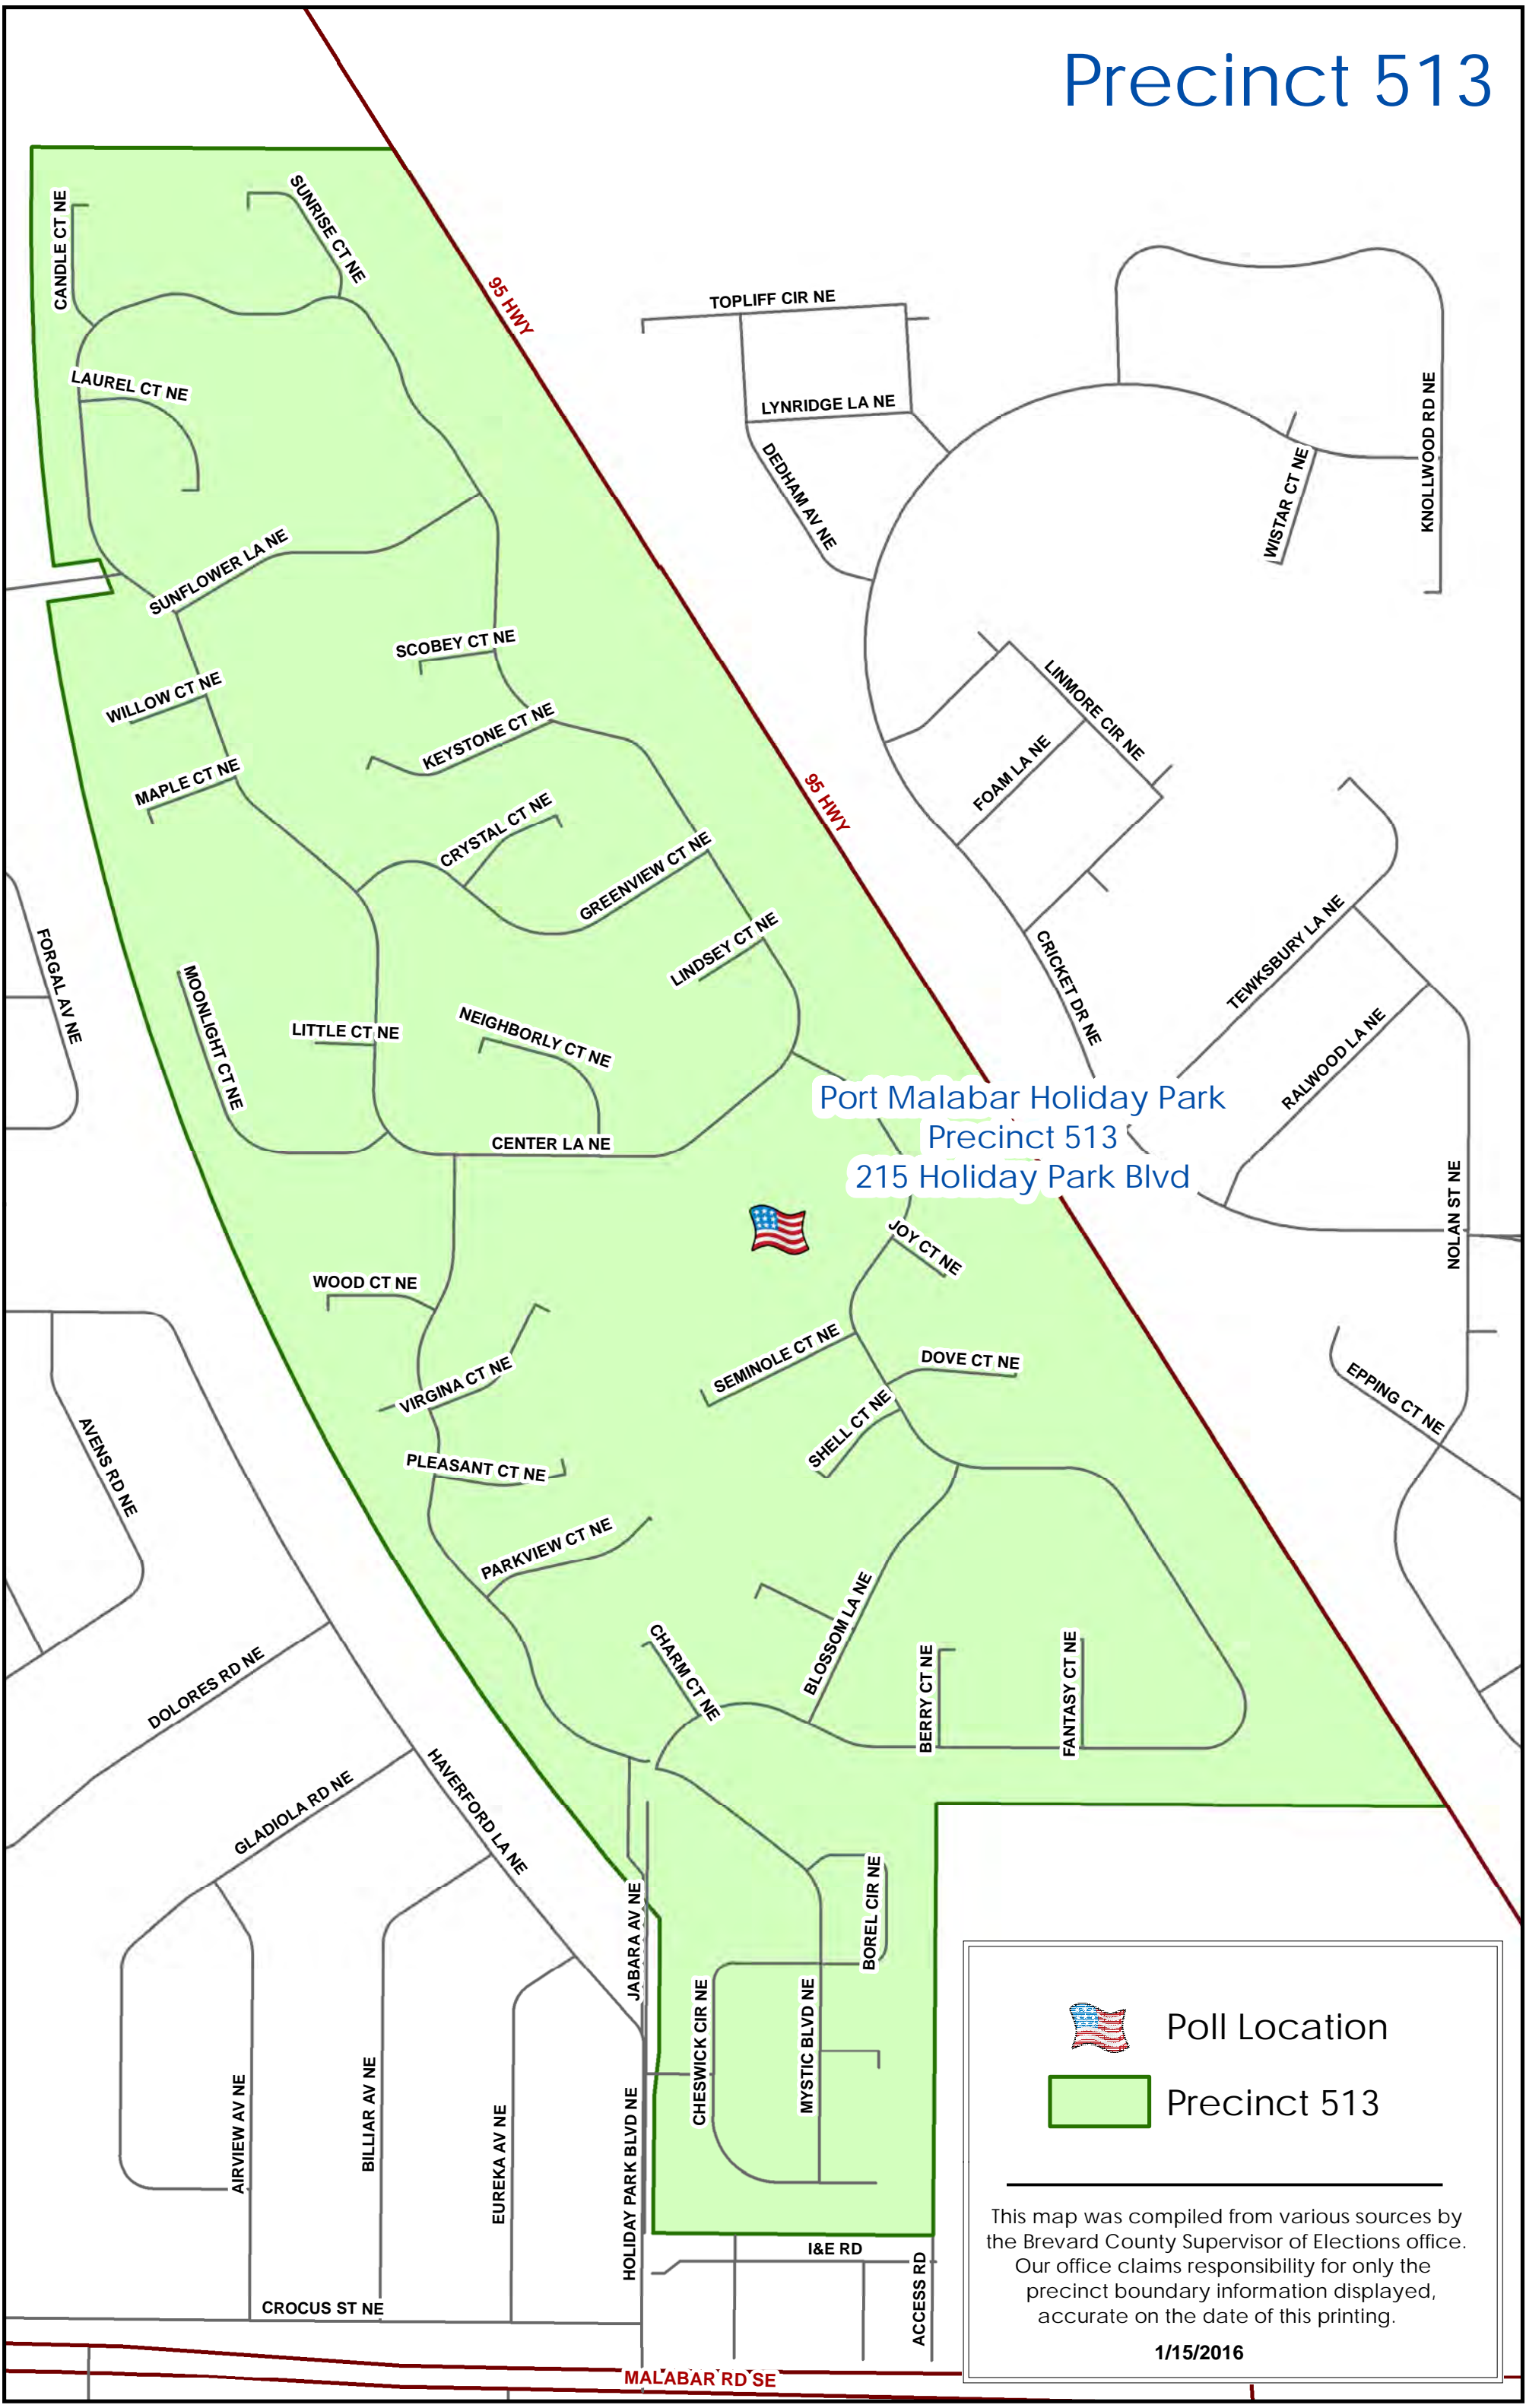 Precinct 513
CANDLE CT NE
SUNRISE CT NE
95 HWY
TOPLIFF CIR NE
LAUREL CT NE
LYNRIDGE LA NE
KNOLLWOOD RD NE
DEDHAM AV NE
WISTAR CT NE
SUNFLOWER LA NE
SCOBEY CT NE
WILLOW CT NE
LINMORE CIR NE
KEYSTONE CT NE
MAPLE CT NE
FOAM LA NE
95 HWY
CRYSTAL CT NE
GREENVIEW CT NE
LINDSEY CT NE
FORGAL AV NE
MOONLIGHT CT NE
LITTLE CT NE
NEIGHBORLY CT NE
CRICKET DR NE
TEWKSBURY LA NE
RALWOOD LA NE
CENTER LA NE
Port Malabar Holiday Park
Precinct 513
215 Holiday Park Blvd
NOLAN ST NE
JOY CT NE
WOOD CT NE
SEMINOLE CT NE
DOVE CT NE
VIRGINA CT NE
SHELL CT NE
EPPING CT NE
AVENS RD NE
PLEASANT CT NE
PARKVIEW CT NE
BLOSSOM LA NE
CHARM CT NE
BERRY CT NE
FANTASY CT NE
DOLORES RD NE
HAVERFORD LA NE
GLADIOLA RD NE
JABARA AV NE
BOREL CIR NE
CHESWICK CIR NE
MYSTIC BLVD NE
AIRVIEW AV NE
BILLIAR AV NE
EUREKA AV NE
HOLIDAY PARK BLVD NE
I&E RD
ACCESS RD
CROCUS ST NE
MALABAR RD SE
Poll Location
Precinct 513
This map was compiled from various sources by
the Brevard County Supervisor of Elections office.
Our office claims responsibility for only the
precinct boundary information displayed,
accurate on the date of this printing.
1/15/2016